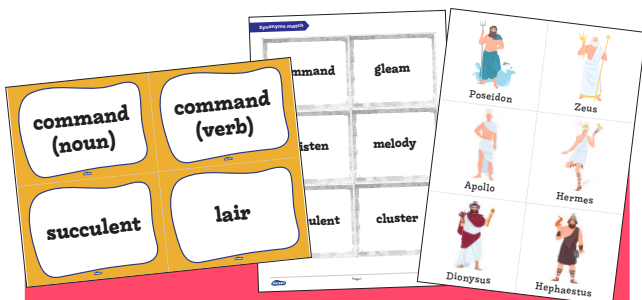 command
(noun)
command
(verb)
succulent
lair
Synonyms match
gleam
melody
cluster
Poseidon
Zeus
Apollo
Hermes
Dionysus
Hephaestus